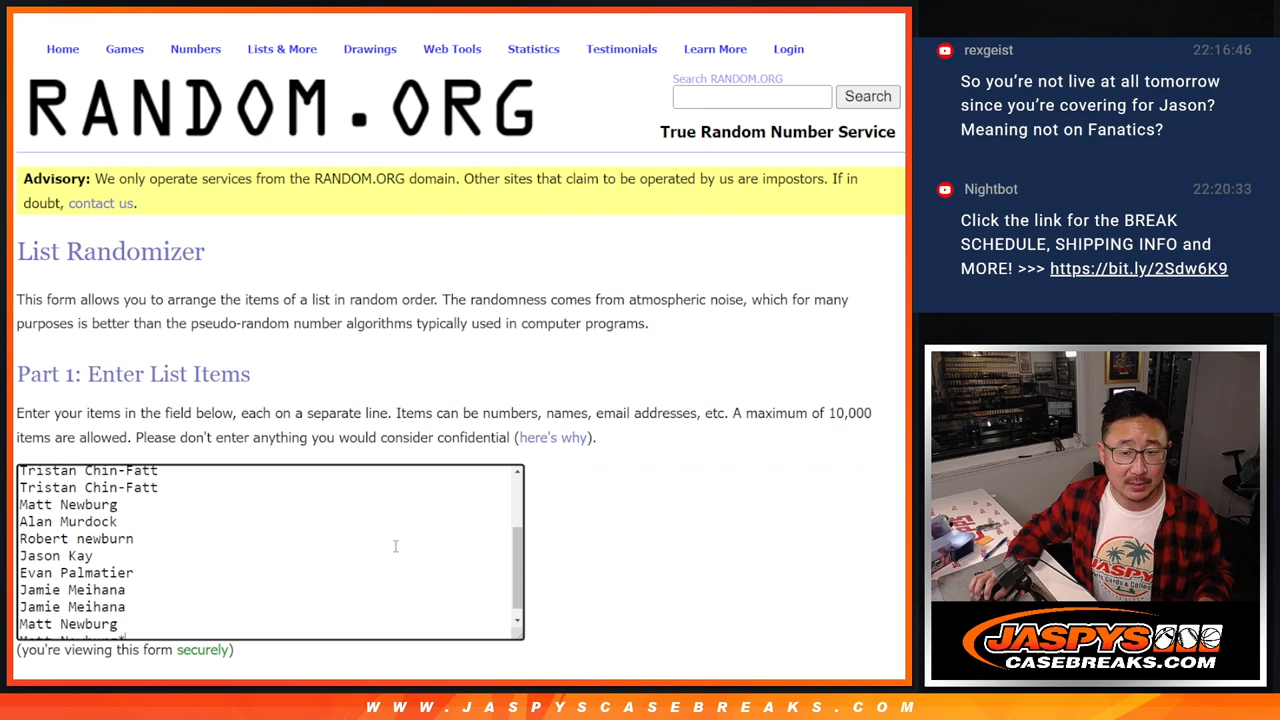 Home Games Numbers Lists & More Drawings Web Tools Statistics Testimonials Learn More Login
RANDOM.ORG
Search RANDOM.ORG
Search
True Random Number Service
Advisory: We only operate services from the RANDOM.ORG domain. Other sites that claim to be operated by us are impostors. If in
doubt, contact us.
List Randomizer
This form allows you to arrange the items of a list in random order. The randomness comes from atmospheric noise, which for many
purposes is better than the pseudo-random number algorithms typically used in computer programs.
Part 1: Enter List Items
Enter your items in the field below, each on a separate line. Items can be numbers, names, email addresses, etc. A maximum of 10,000
items are allowed. Please don't enter anything you would consider confidential (here's why).
Tristan Chin-Fatt
Tristan Chin-Fatt
Matt Newburg
Alan Murdock
Robert newburn
Jason Kay
Evan Palmatier
Jamie Meihana
Jamie Meihana
Matt Newburg
(you're viewing this form securely)
rexgeist 22:16:46
So you're not live at all tomorrow
since you're covering for Jason?
Meaning not on Fanatics?
Nightbot 22:20:33
Click the link for the BREAK
SCHEDULE, SHIPPING INFO and
MORE! >>> https://bit.ly/2Sdw6K9
JASPY'S
JASPYS
CASEBREAKS.COM
WWW.JASPYSCASEBREAKS.COM